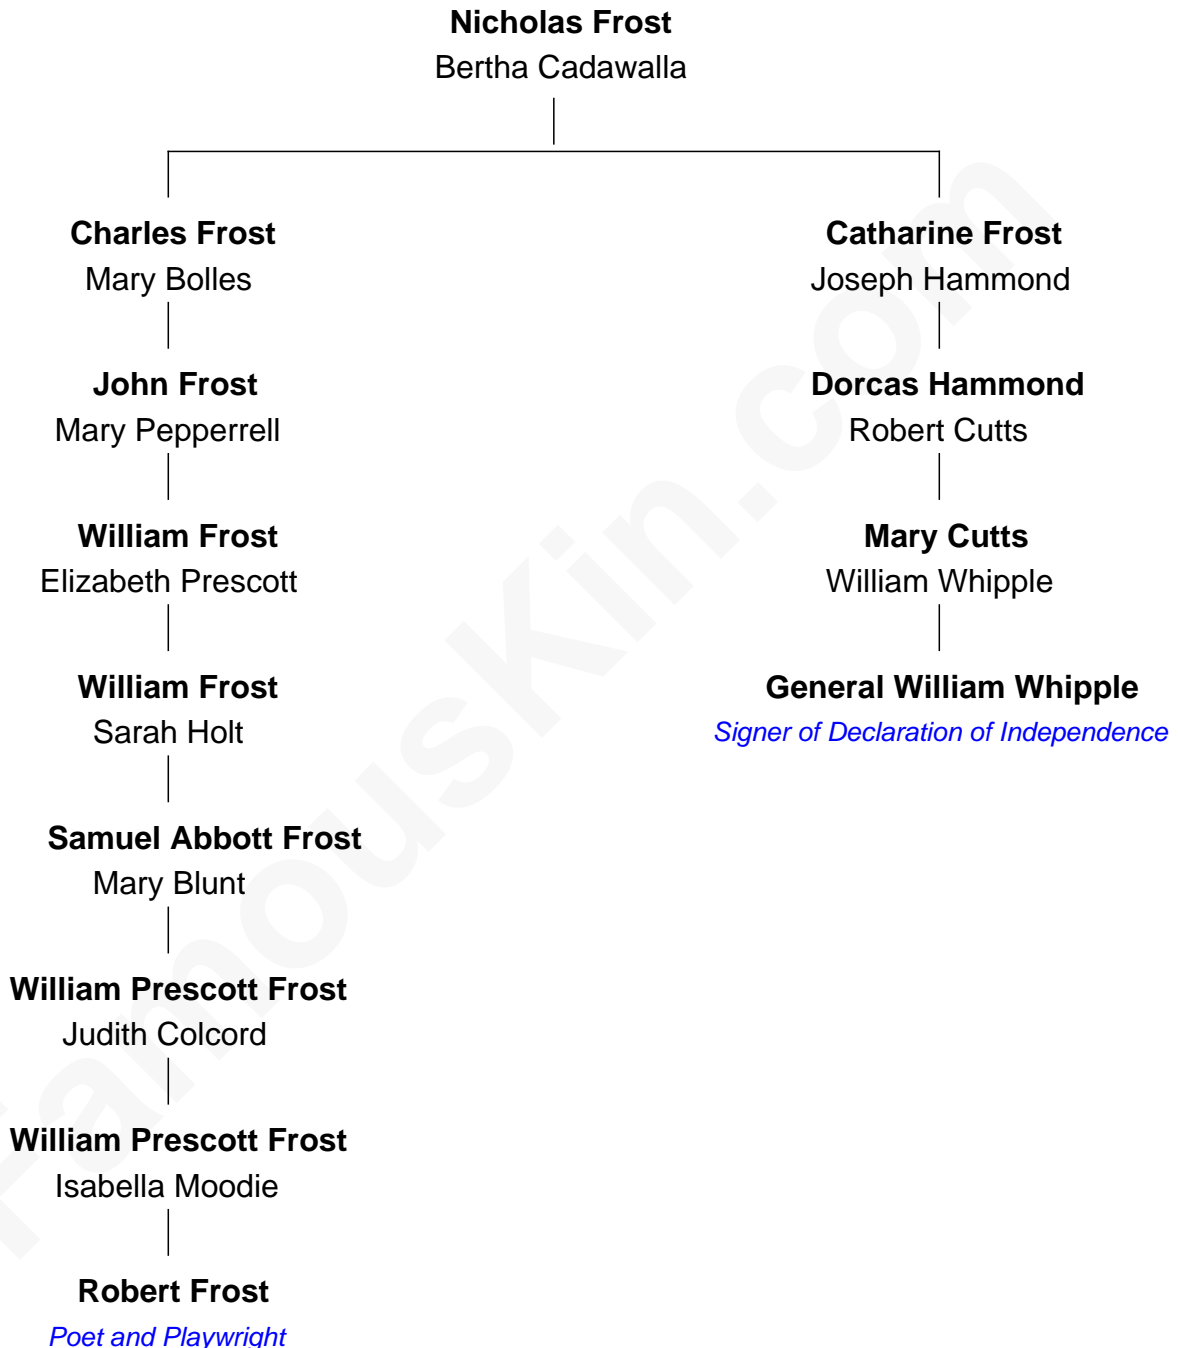 Nicholas Frost
Bertha Cadawalla
Charles Frost
Mary Bolles
Catharine Frost
Joseph Hammond
John Frost
Mary Pepperrell
Dorcas Hammond
Robert Cutts
William Frost
Elizabeth Prescott
Mary Cutts
William Whipple
William Frost
Sarah Holt
General William Whipple
Signer of Declaration of Independence
Samuel Abbott Frost
Mary Blunt
William Prescott Frost
Judith Colcord
William Prescott Frost
Isabella Moodie
Robert Frost
Poet and Playwright
FamousKin.com